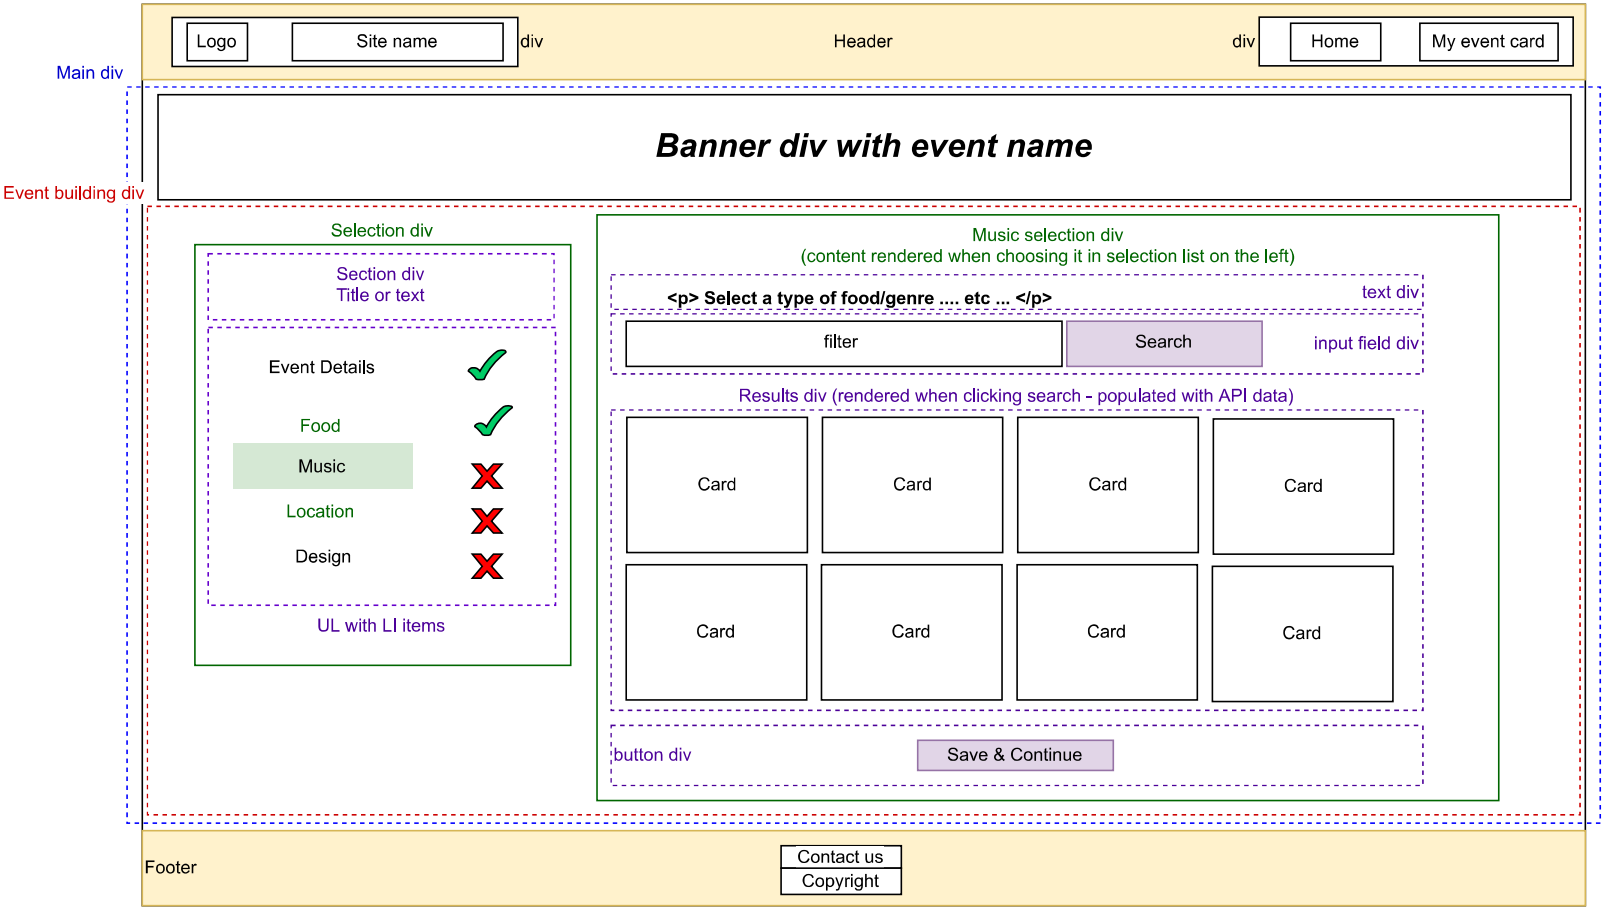 Logo
Site name
div
Header
div
Home
My event card
Main div
Banner div with event name
Event building div
Selection div
Section div
Title or text
Event Details
Food
Music
Location
Design
UL with LI items
Music selection div
(content rendered when choosing it in selection list on the left)
<p> Select a type of food/genre .... etc ... </p>
text div
filter
Search
input field div
Results div (rendered when clicking search - populated with API data)
Card
Card
Card
Card
Card
Card
Card
Card
button div
Save & Continue
Footer
Contact us
Copyright